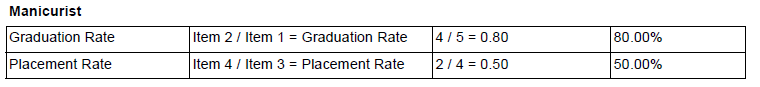 Manicurist
Graduation Rate Item 2 / Item 1 = Graduation Rate 4 / 5 = 0.80 80.00%
Placement Rate Item 4 / Item 3 = Placement Rate 2 / 4 = 0.50 50.00%